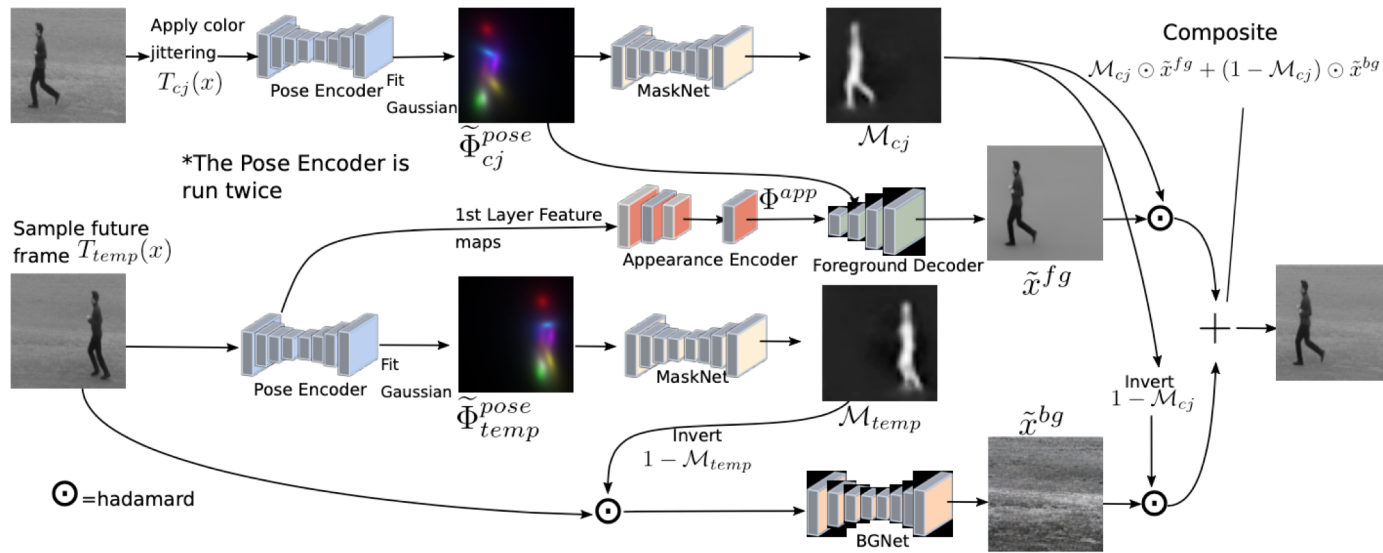 Apply color
jittering
$T_{cj}(x)$
Pose Encoder
Fit
Gaussian
$\widetilde{\Phi}_{cj}^{pose}$
MaskNet
$\mathcal{M}_{cj}$
Composite
$\mathcal{M}_{cj} \odot \tilde{x}^{fg} + (1 - \mathcal{M}_{cj}) \odot \tilde{x}^{bg}$
*The Pose Encoder is
run twice
1st Layer Feature
maps
Appearance Encoder
$\Phi^{app}$
Foreground Decoder
$\tilde{x}^{fg}$
Sample future
frame $T_{temp}(x)$
Pose Encoder
Fit
Gaussian
$\widetilde{\Phi}_{temp}^{pose}$
MaskNet
$\mathcal{M}_{temp}$
Invert
$1 - \mathcal{M}_{temp}$
Invert
$1 - \mathcal{M}_{cj}$
$\tilde{x}^{bg}$
BGNet
⊙=hadamard